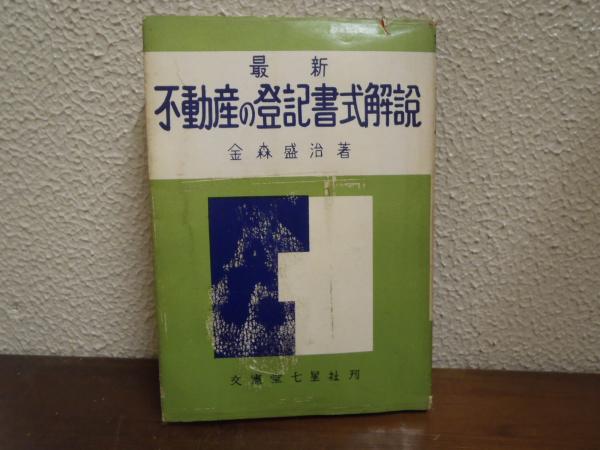 最新
不動産の登記書式解説
金森盛治著
文憲堂七星社刊